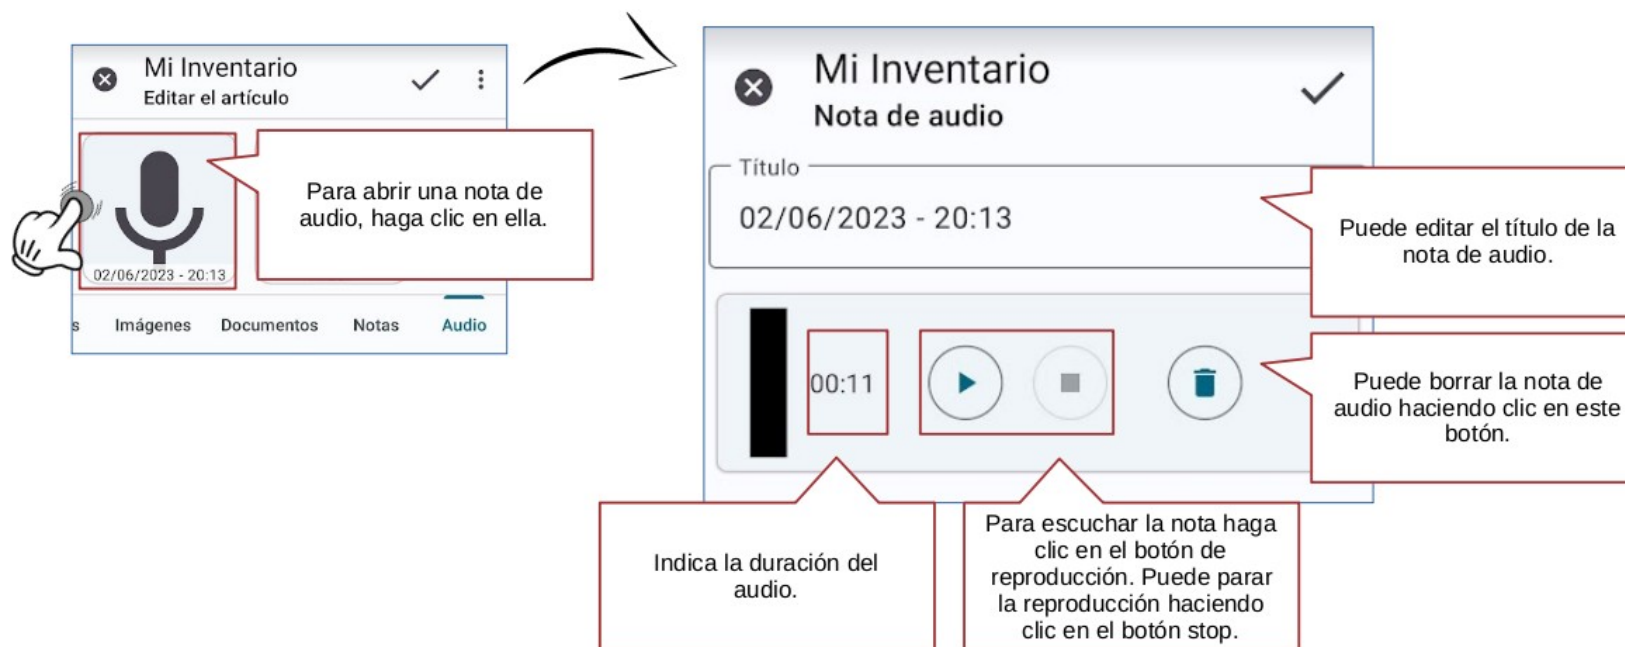 Mi Inventario
Editar el artículo
Para abrir una nota de
audio, haga clic en ella.
02/06/2023 - 20:13
s Imágenes Documentos Notas Audio
Mi Inventario
Nota de audio
Título
02/06/2023 - 20:13
Puede editar el título de la
nota de audio.
00:11
Puede borrar la nota de
audio haciendo clic en este
botón.
Indica la duración del
audio.
Para escuchar la nota haga
clic en el botón de
reproducción. Puede parar
la reproducción haciendo
clic en el botón stop.